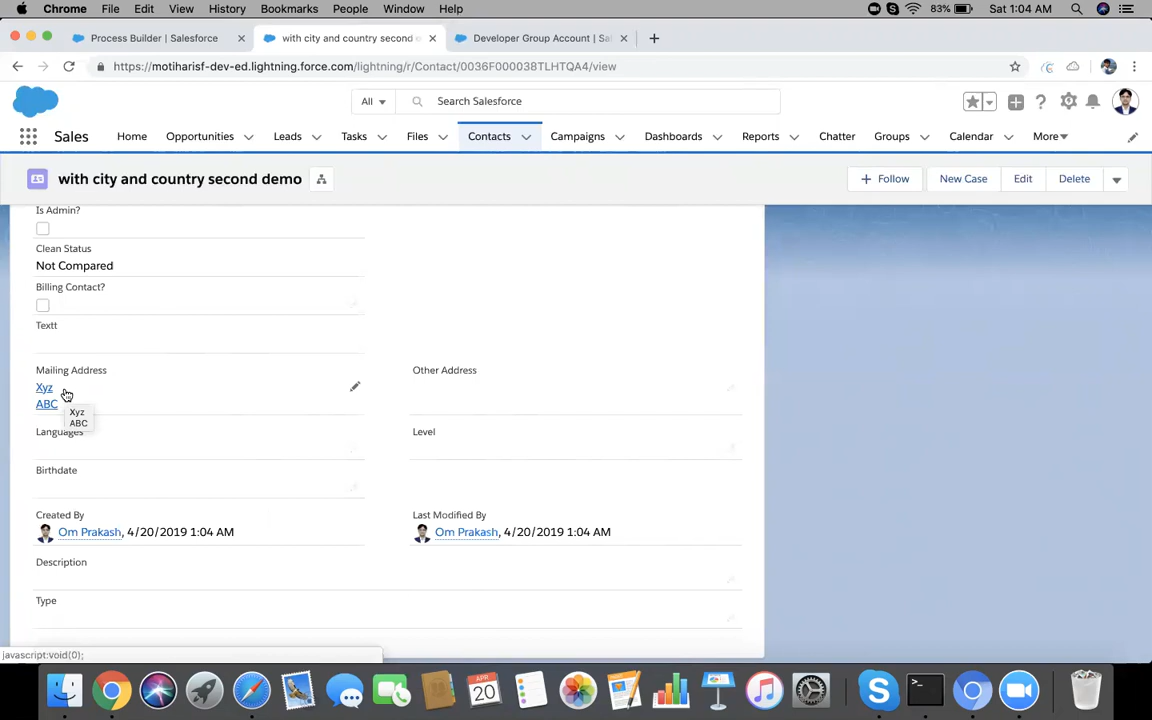 Chrome File Edit View History Bookmarks People Window Help 83% Sat 1:04 AM
Process Builder | Salesforce with city and country second d Developer Group Account | Sa
https://motiharisf-dev-ed.lightning.force.com/lightning/r/Contact/0036F000038TLHTQA4/view
All Search Salesforce
Sales Home Opportunities Leads Tasks Files Contacts Campaigns Dashboards Reports Chatter Groups Calendar More
with city and country second demo + Follow New Case Edit Delete
Is Admin?
Clean Status
Not Compared
Billing Contact?
Textt
Mailing Address Other Address
Xyz
ABC
Xyz
ABC
Languages Level
Birthdate
Created By Last Modified By
Om Prakash, 4/20/2019 1:04 AM Om Prakash, 4/20/2019 1:04 AM
Description
Type
javascript:void(0);
APR
20